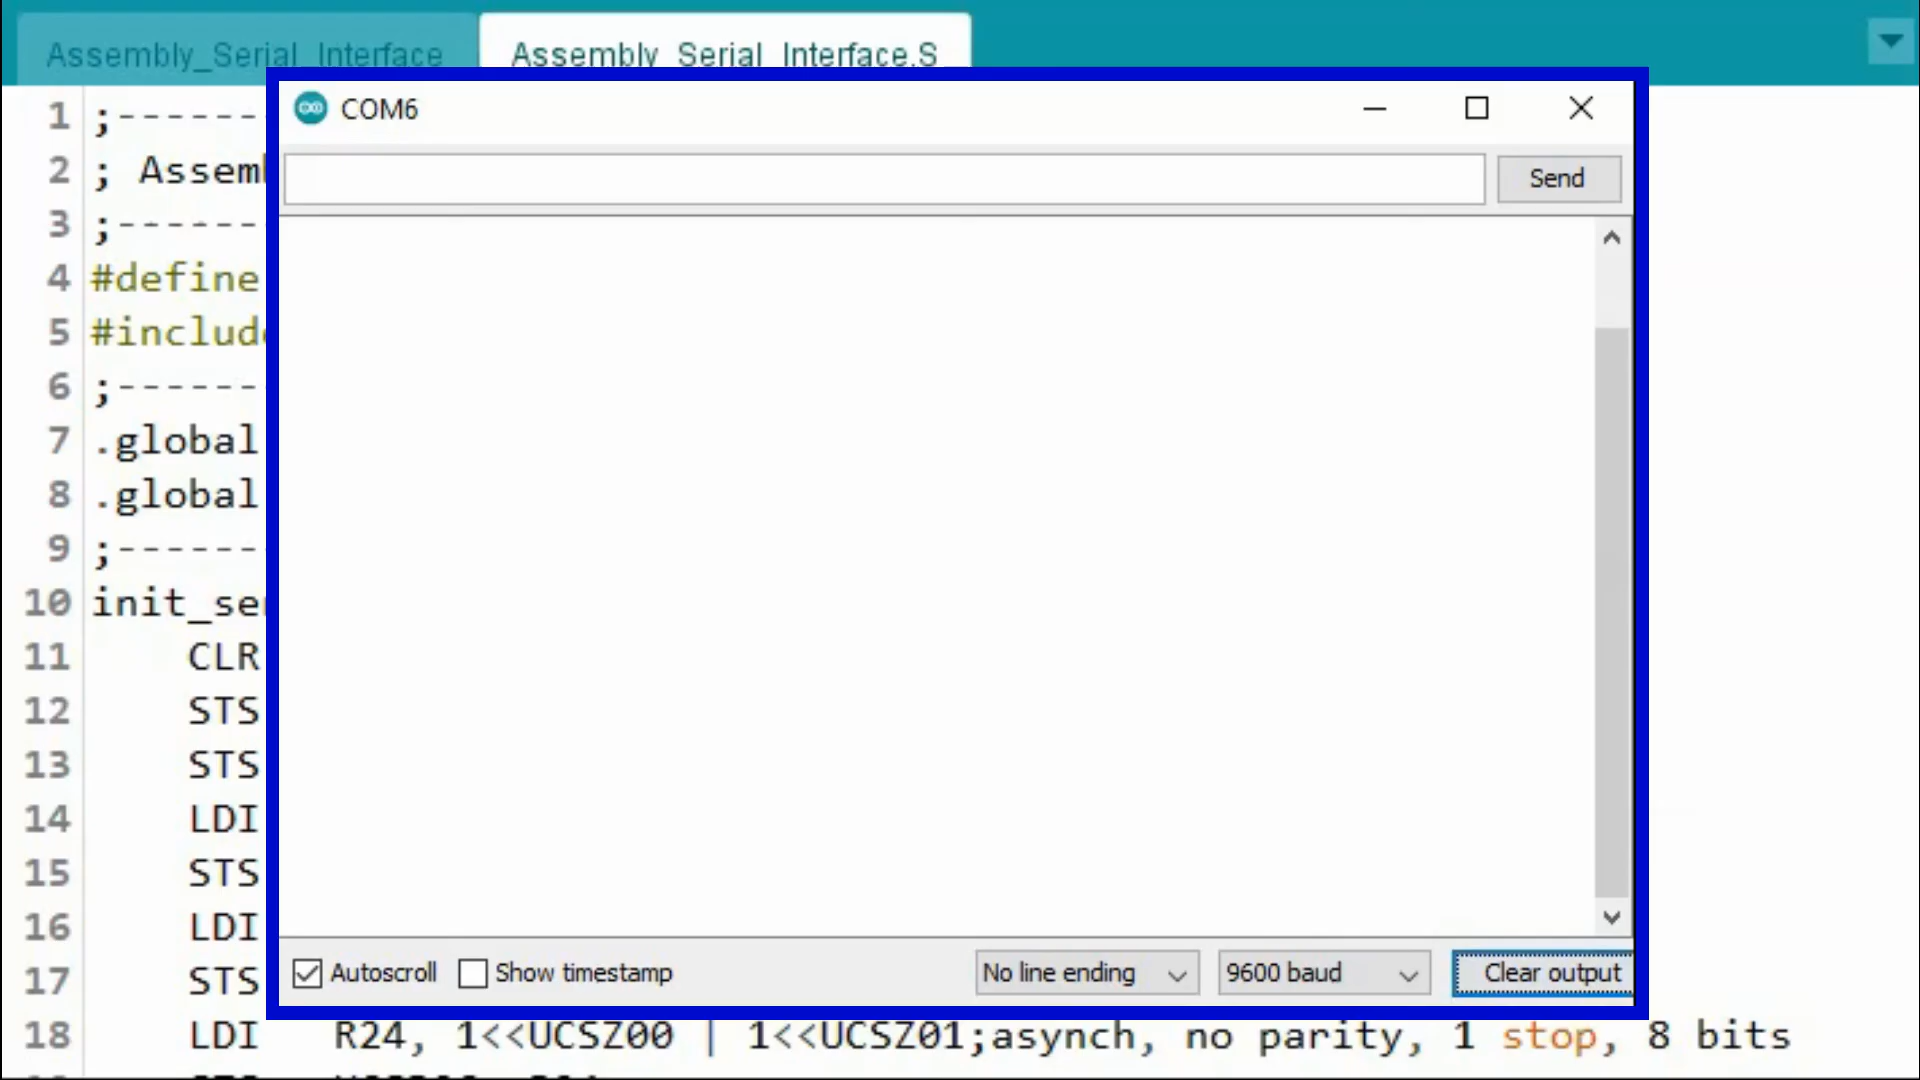 Assembly_Serial_Interface
Assembly_Serial_Interface.S
COM6
Send
Autoscroll
Show timestamp
No line ending
9600 baud
Clear output
1 ;------
2 ; Assemb
3 ;------
4 #define
5 #include
6 ;------
7 .global
8 .global
9 ;------
10 init_se
11 CLR
12 STS
13 STS
14 LDI
15 STS
16 LDI
17 STS
18 LDI R24, 1<<UCSZ00 | 1<<UCSZ01;asynch, no parity, 1 stop, 8 bits